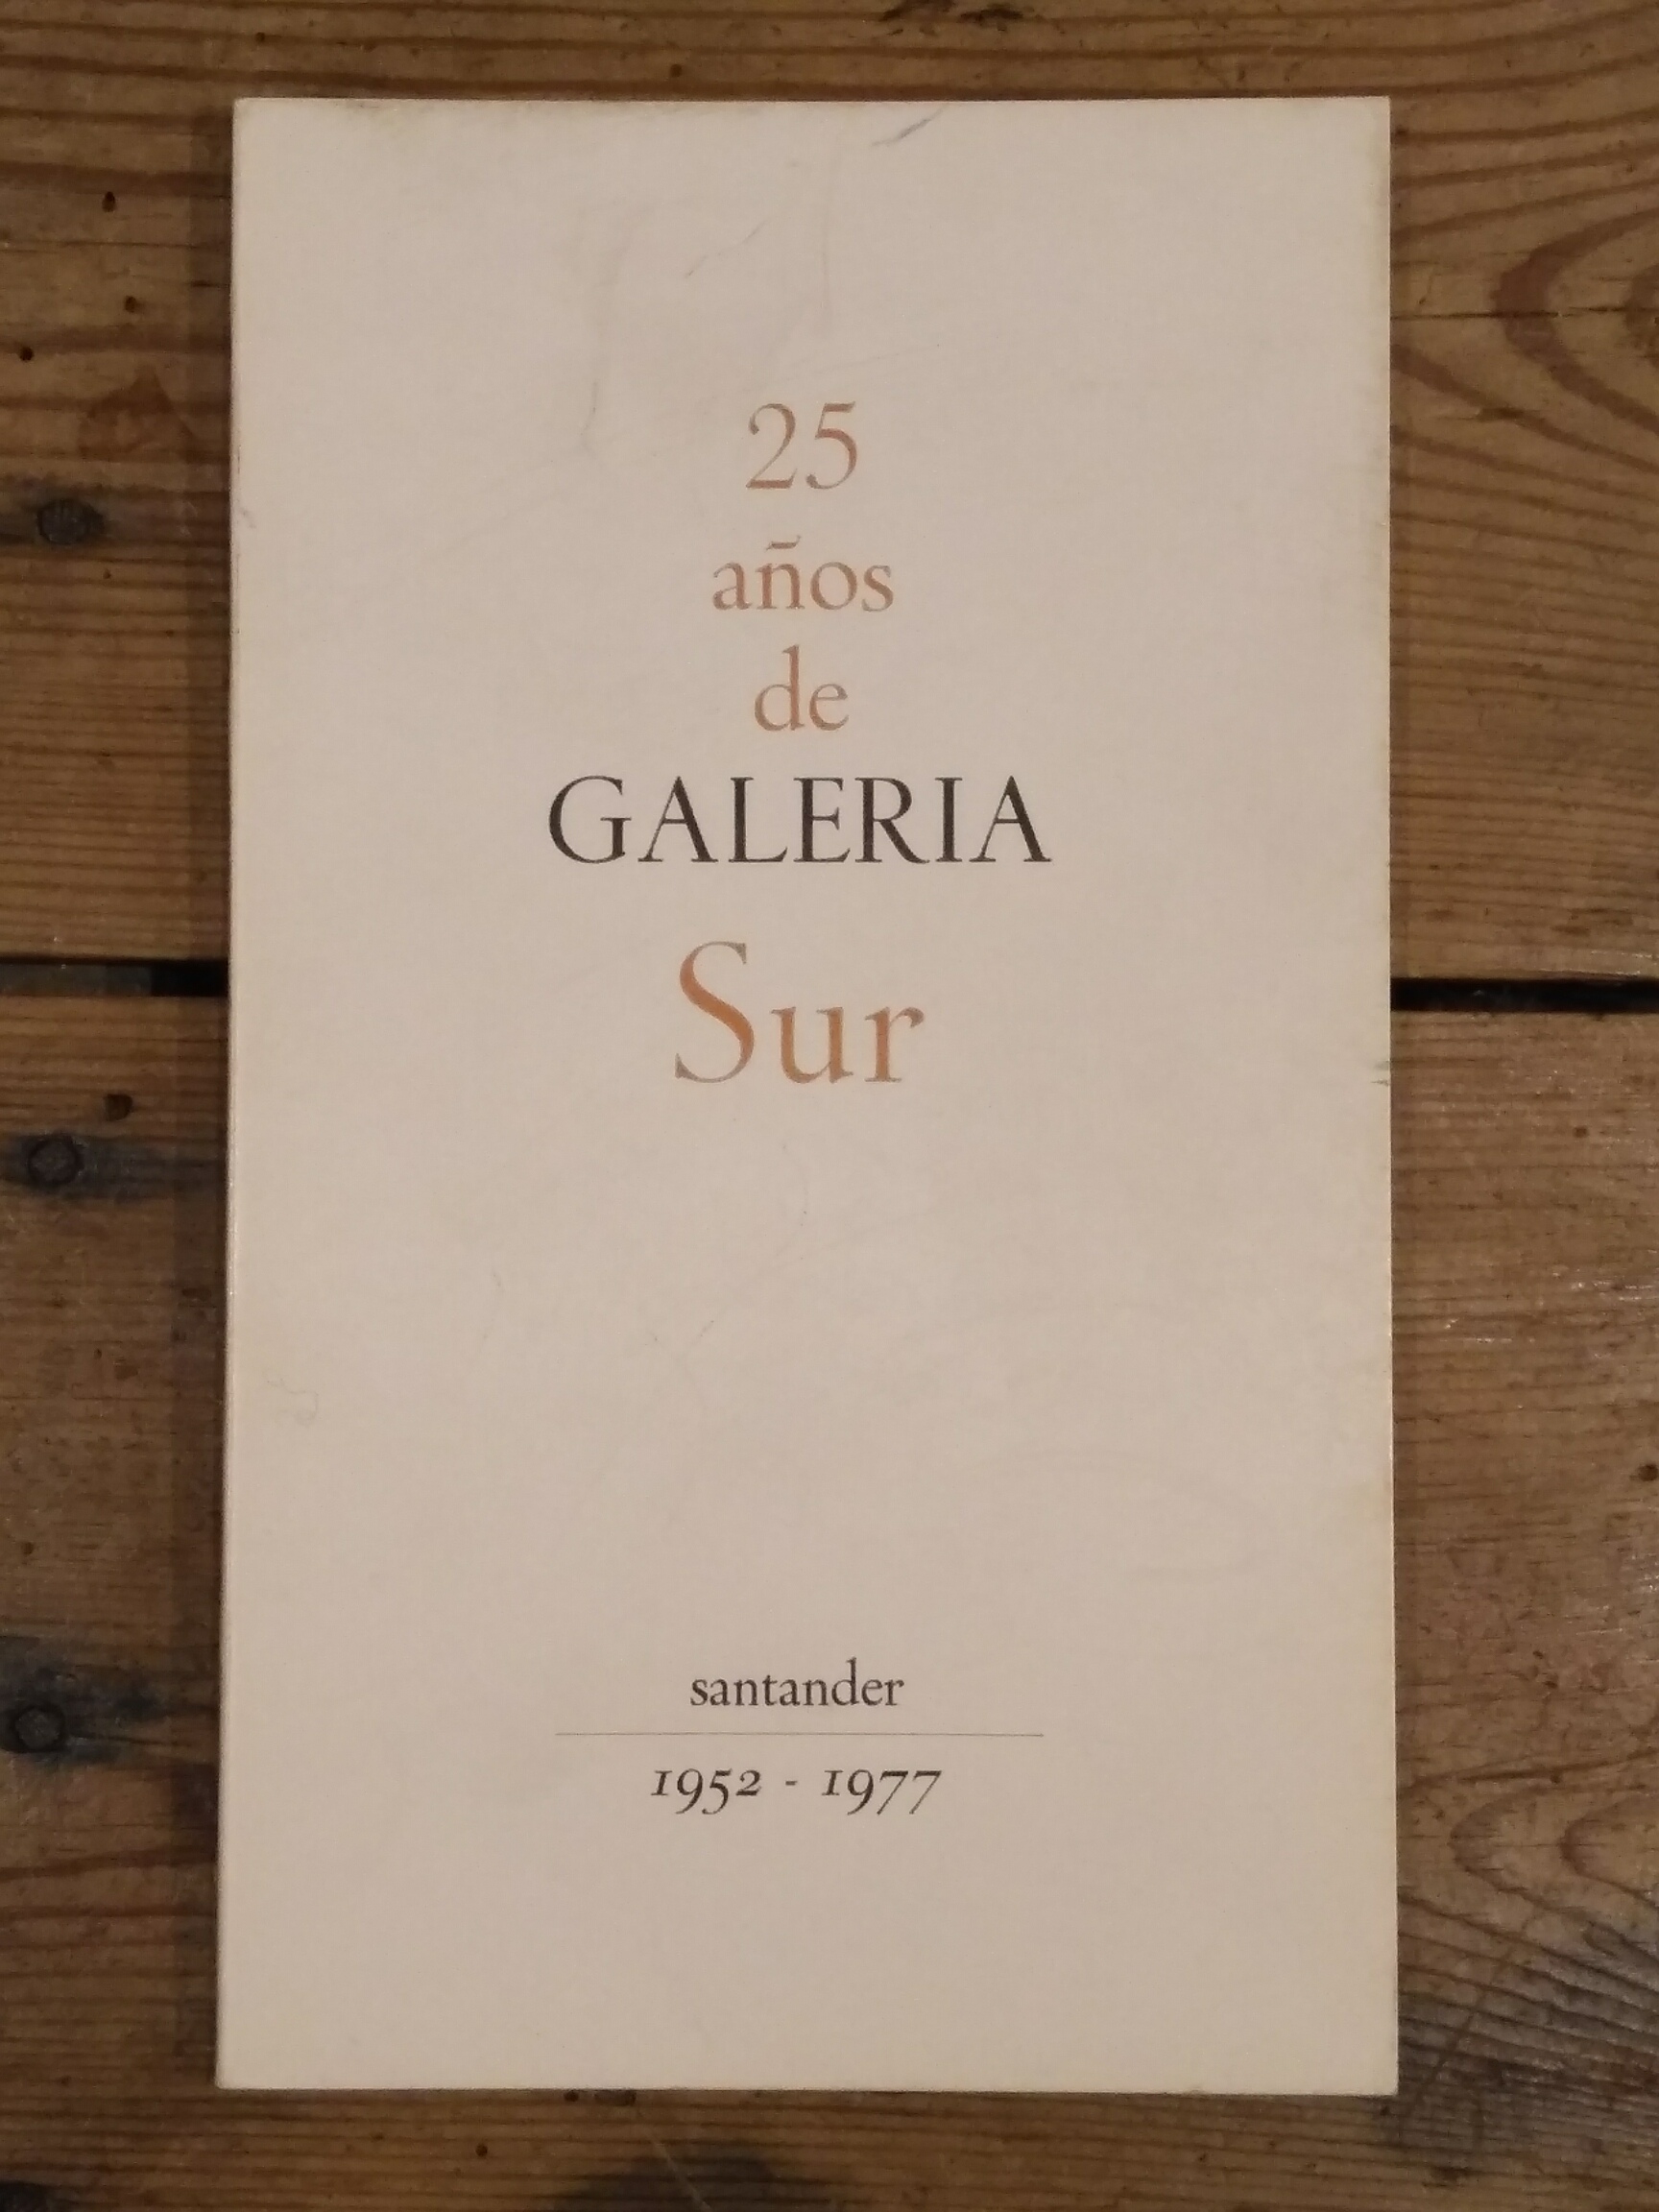 25
años
de
GALERIA
Sur
santander
1952 - 1977